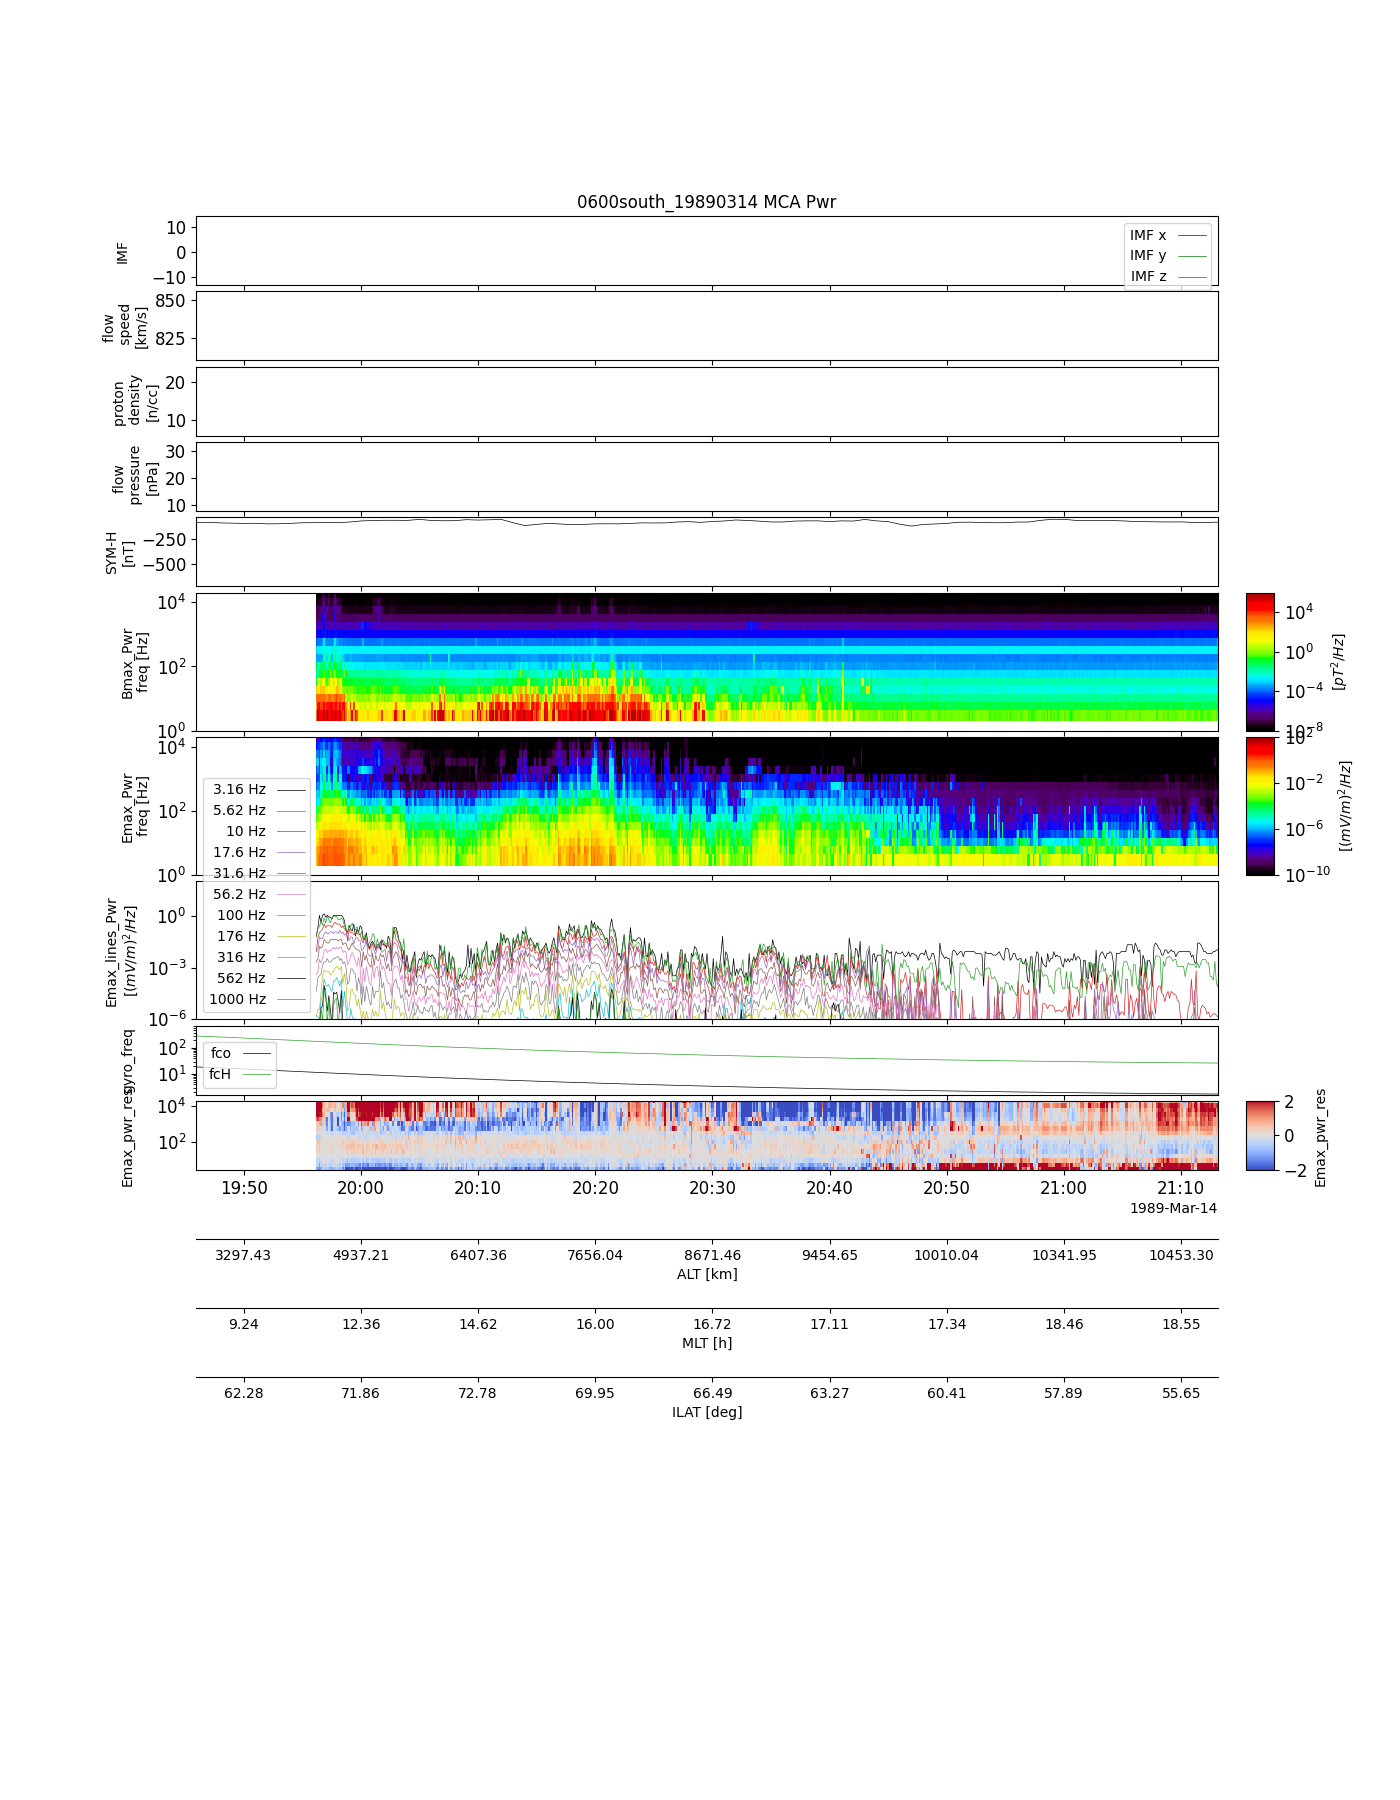 0600south_19890314 MCA Pwr
10
0
−10
IMF
IMF x
IMF y
IMF z
850
825
flow
speed
[km/s]
20
10
proton
density
[n/cc]
30
20
10
flow
pressure
[nPa]
−250
−500
SYM-H
[nT]
10^4
10^2
10^0
Bmax_Pwr
freq [Hz]
10^4
10^0
10^−4
10^−8
[pT^2/Hz]
10^4
10^2
10^0
Emax_Pwr
freq [Hz]
10^2
10^−2
10^−6
10^−10
[(mV/m)^2/Hz]
3.16 Hz
5.62 Hz
10 Hz
17.6 Hz
31.6 Hz
56.2 Hz
100 Hz
176 Hz
316 Hz
562 Hz
1000 Hz
10^0
10^−3
10^−6
Emax_lines_Pwr
[(mV/m)^2/Hz]
10^2
10^1
gyro_freq
fco
fcH
10^4
10^2
Emax_pwr_res
2
0
−2
Emax_pwr_res
19:50 20:00 20:10 20:20 20:30 20:40 20:50 21:00 21:10
1989-Mar-14
3297.43 4937.21 6407.36 7656.04 8671.46 9454.65 10010.04 10341.95 10453.30
ALT [km]
9.24 12.36 14.62 16.00 16.72 17.11 17.34 18.46 18.55
MLT [h]
62.28 71.86 72.78 69.95 66.49 63.27 60.41 57.89 55.65
ILAT [deg]